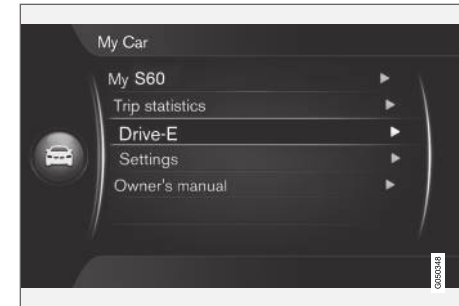 My Car
My S60
Trip statistics
Drive-E
Settings
Owner's manual
G050348